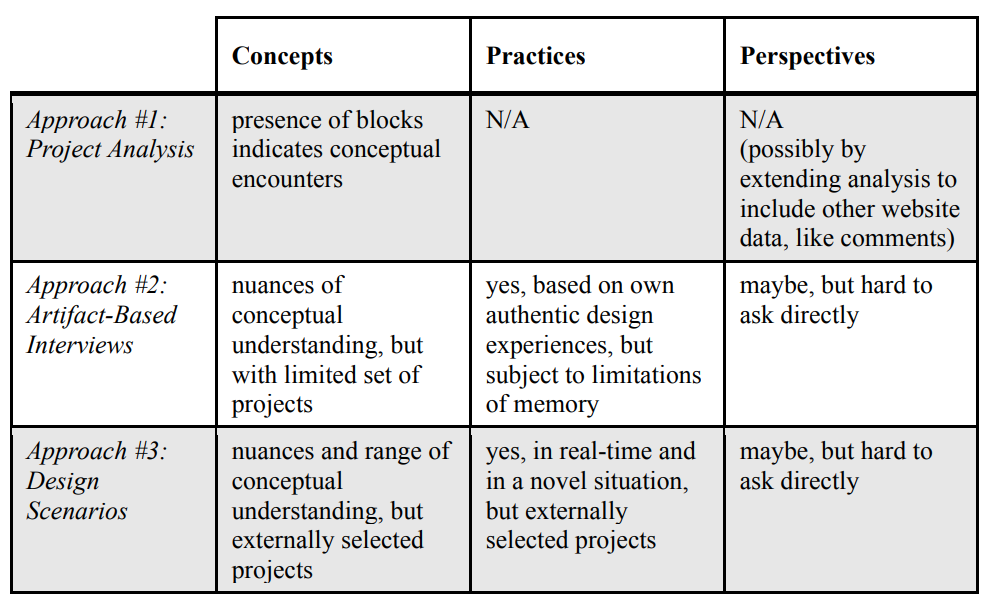 Concepts
Practices
Perspectives
Approach #1:
Project Analysis
presence of blocks
indicates conceptual
encounters
N/A
N/A
(possibly by
extending analysis to
include other website
data, like comments)
Approach #2:
Artifact-Based
Interviews
nuances of
conceptual
understanding, but
with limited set of
projects
yes, based on own
authentic design
experiences, but
subject to limitations
of memory
maybe, but hard to
ask directly
Approach #3:
Design
Scenarios
nuances and range of
conceptual
understanding, but
externally selected
projects
yes, in real-time and
in a novel situation,
but externally
selected projects
maybe, but hard to
ask directly